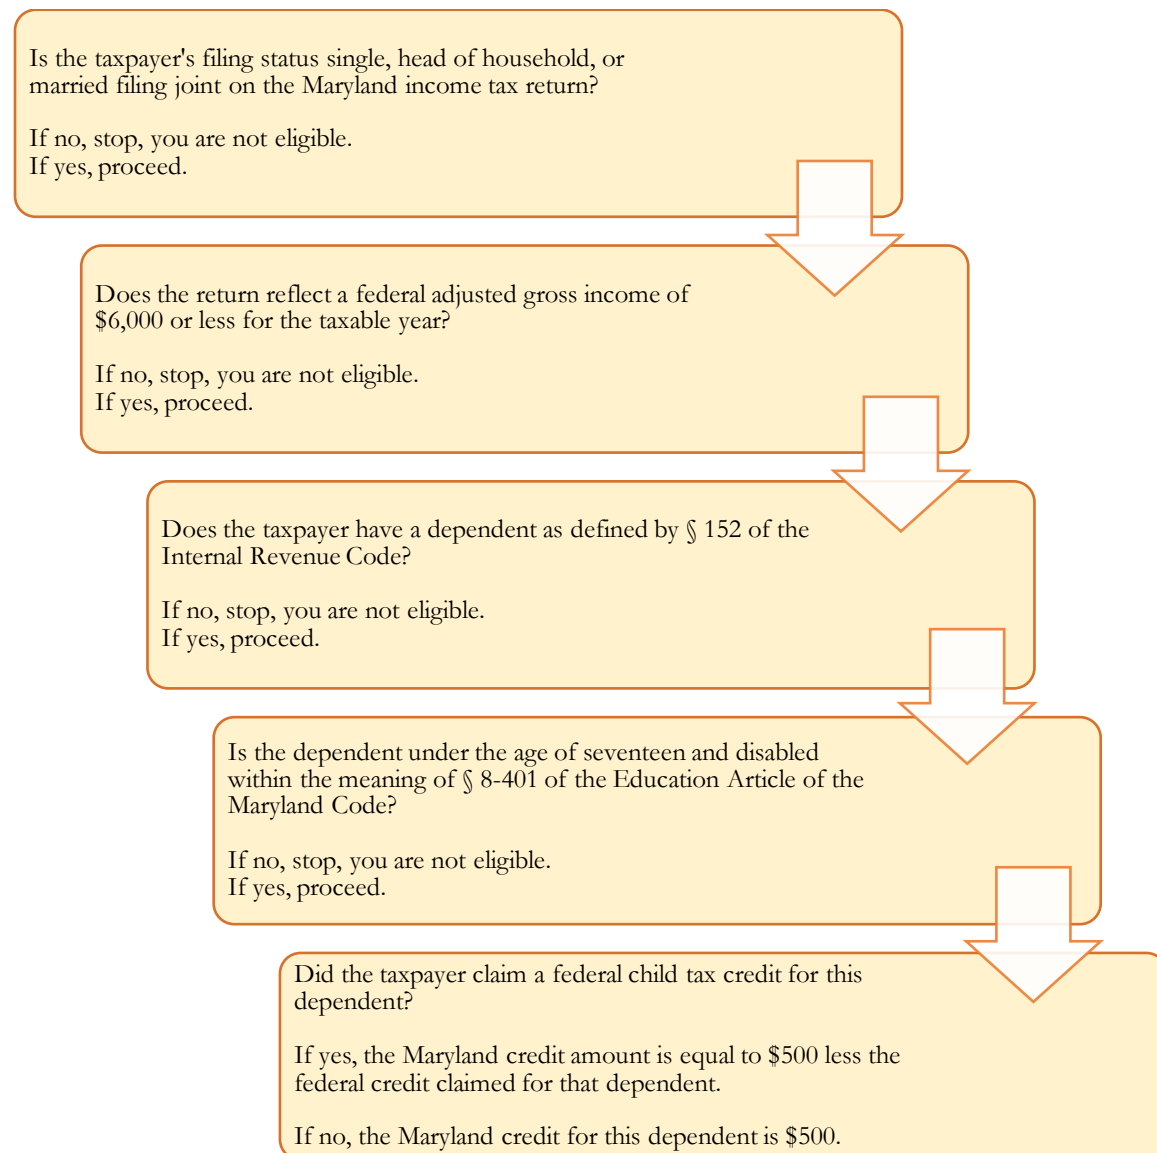 Is the taxpayer's filing status single, head of household, or
married filing joint on the Maryland income tax return?
If no, stop, you are not eligible.
If yes, proceed.
Does the return reflect a federal adjusted gross income of
$6,000 or less for the taxable year?
If no, stop, you are not eligible.
If yes, proceed.
Does the taxpayer have a dependent as defined by § 152 of the
Internal Revenue Code?
If no, stop, you are not eligible.
If yes, proceed.
Is the dependent under the age of seventeen and disabled
within the meaning of § 8-401 of the Education Article of the
Maryland Code?
If no, stop, you are not eligible.
If yes, proceed.
Did the taxpayer claim a federal child tax credit for this
dependent?
If yes, the Maryland credit amount is equal to $500 less the
federal credit claimed for that dependent.
If no, the Maryland credit for this dependent is $500.